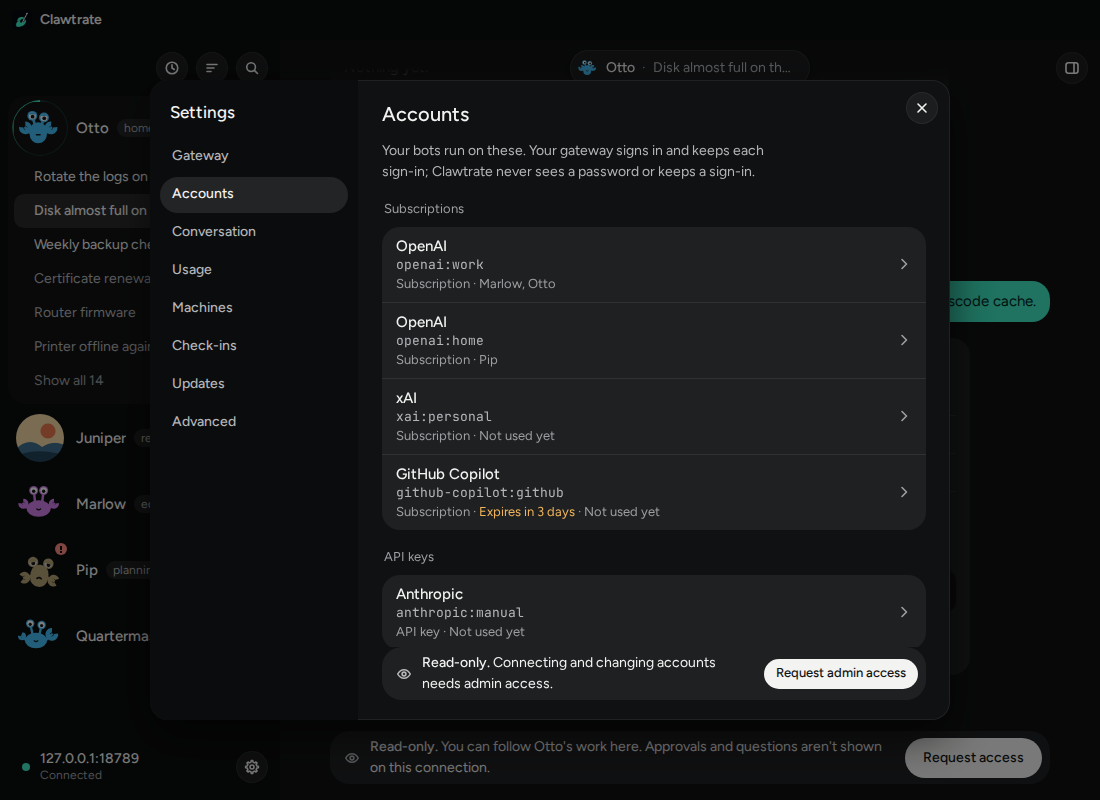 Clawtrate
Otto · Disk almost full on th...
Otto
Rotate the logs on
Disk almost full on
Weekly backup
Certificate
Router firmware
Printer offline
Show all 14
Juniper
Marlow
Pip
127.0.0.1:18789
Connected
Settings
Gateway
Accounts
Conversation
Usage
Machines
Check-ins
Updates
Advanced
Accounts
Your bots run on these. Your gateway signs in and keeps each
sign-in; Clawtrate never sees a password or keeps a sign-in.
Subscriptions
OpenAI
openai:work
Subscription · Marlow, Otto
OpenAI
openai:home
Subscription · Pip
xAI
xai:personal
Subscription · Not used yet
GitHub Copilot
github-copilot:github
Subscription · Expires in 3 days · Not used yet
API keys
Anthropic
anthropic:manual
API key · Not used yet
Read-only. Connecting and changing accounts
needs admin access.
Request admin access
cache.
Read-only. You can follow Otto's work here. Approvals and questions aren't shown
on this connection.
Request access